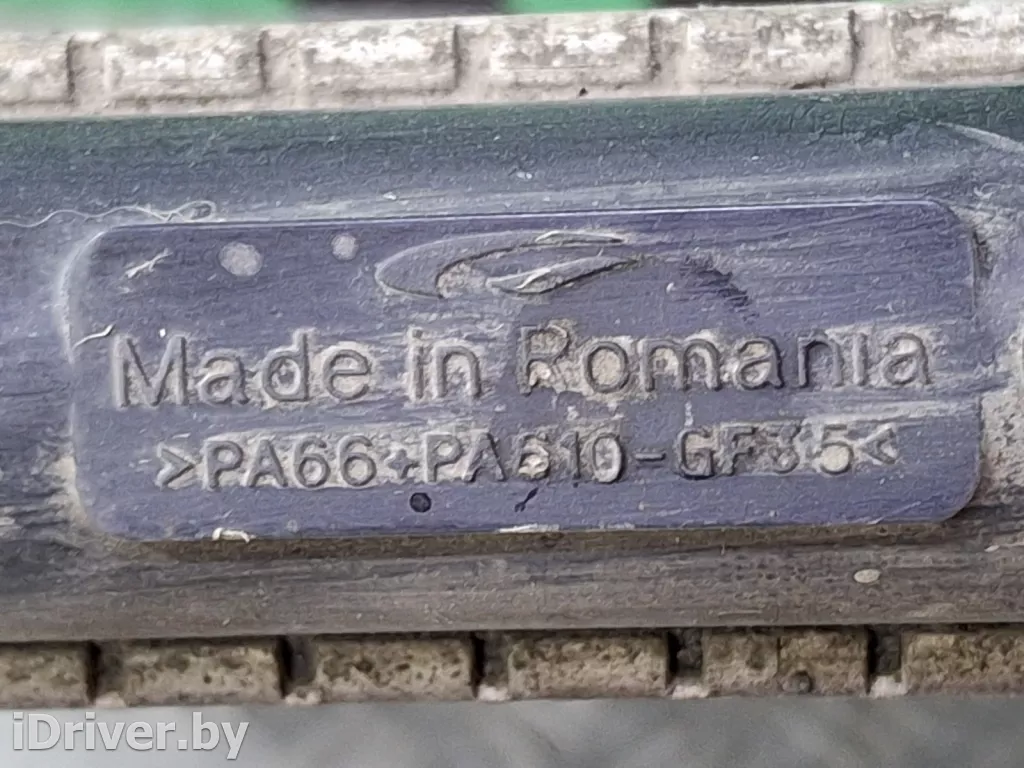 Made in Romania
>PA66+PA610-GF35<
iDriver.by